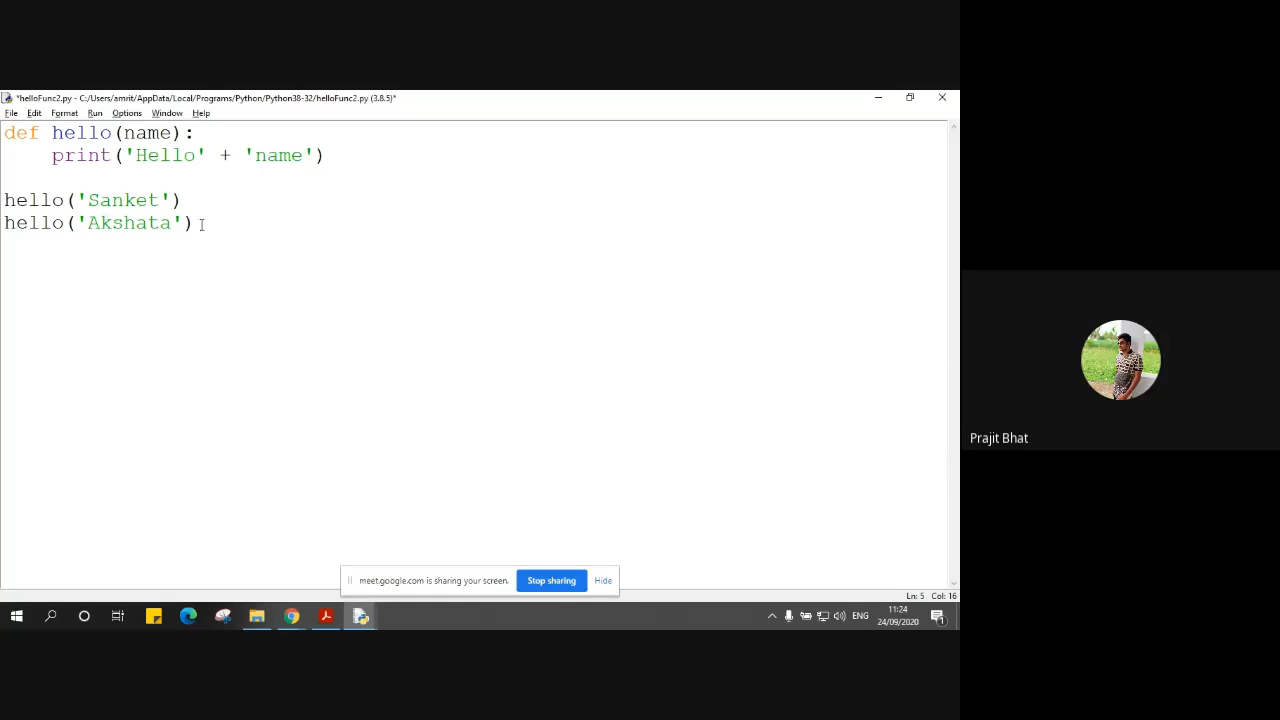 *helloFunc2.py - C:/Users/amrit/AppData/Local/Programs/Python/Python38-32/helloFunc2.py (3.8.5)*
File Edit Format Run Options Window Help
def hello(name):
    print('Hello' + 'name')
hello('Sanket')
hello('Akshata')
Prajit Bhat
meet.google.com is sharing your screen. Stop sharing Hide
Ln: 5 Col: 16
ENG
11:24
24/09/2020
1